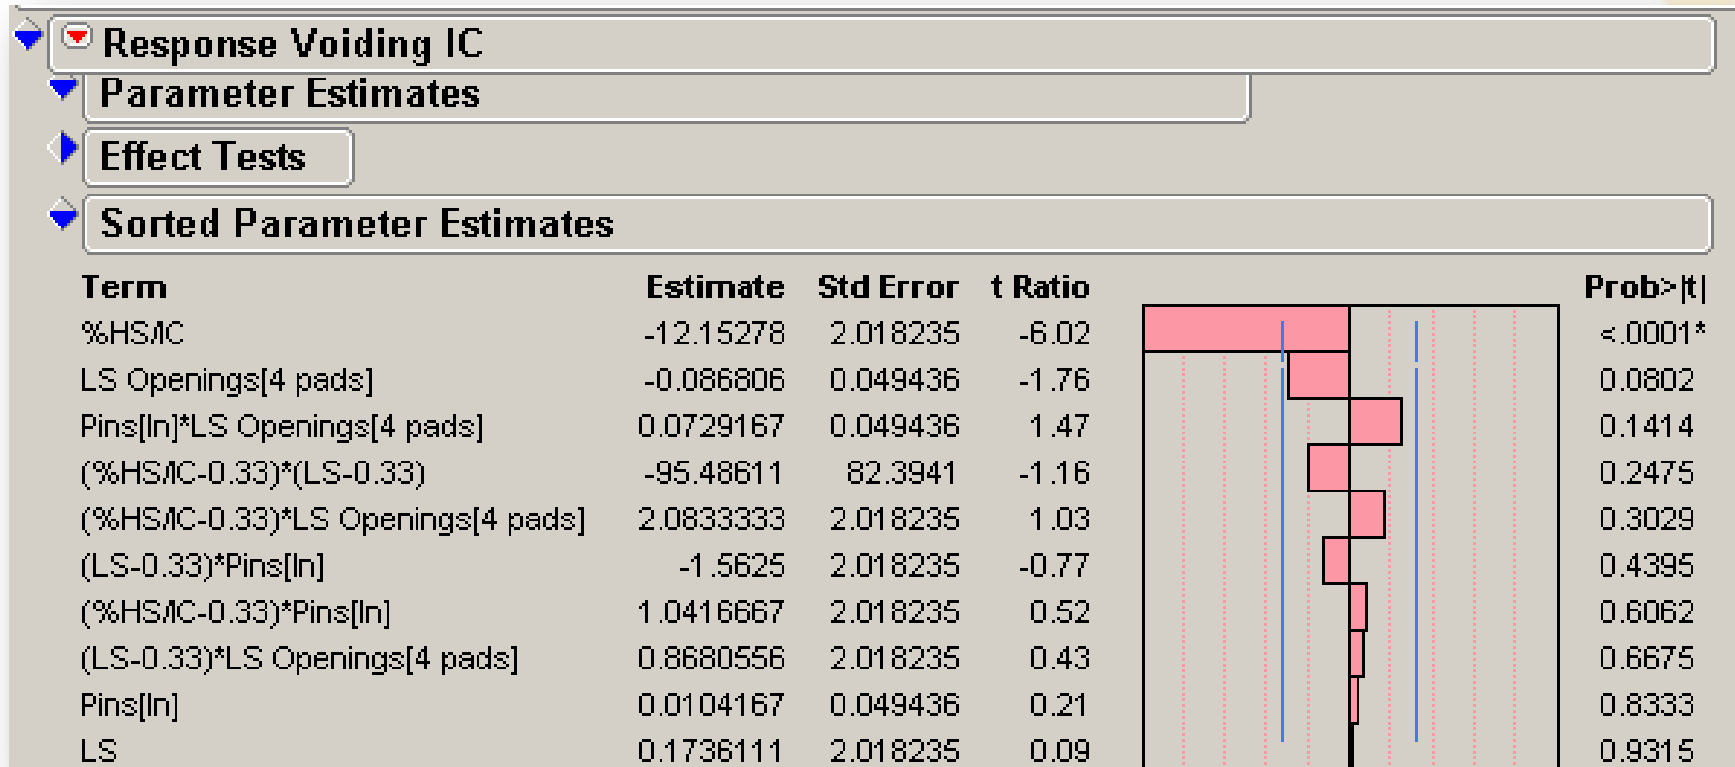 Response Voiding IC
Parameter Estimates
Effect Tests
Sorted Parameter Estimates
Term Estimate Std Error t Ratio Prob>|t|
%HS/IC -12.15278 2.018235 -6.02 <.0001*
LS Openings[4 pads] -0.086806 0.049436 -1.76 0.0802
Pins[In]*LS Openings[4 pads] 0.0729167 0.049436 1.47 0.1414
(%HS/IC-0.33)*(LS-0.33) -95.48611 82.3941 -1.16 0.2475
(%HS/IC-0.33)*LS Openings[4 pads] 2.0833333 2.018235 1.03 0.3029
(LS-0.33)*Pins[In] -1.5625 2.018235 -0.77 0.4395
(%HS/IC-0.33)*Pins[In] 1.0416667 2.018235 0.52 0.6062
(LS-0.33)*LS Openings[4 pads] 0.8680556 2.018235 0.43 0.6675
Pins[In] 0.0104167 0.049436 0.21 0.8333
LS 0.1736111 2.018235 0.09 0.9315